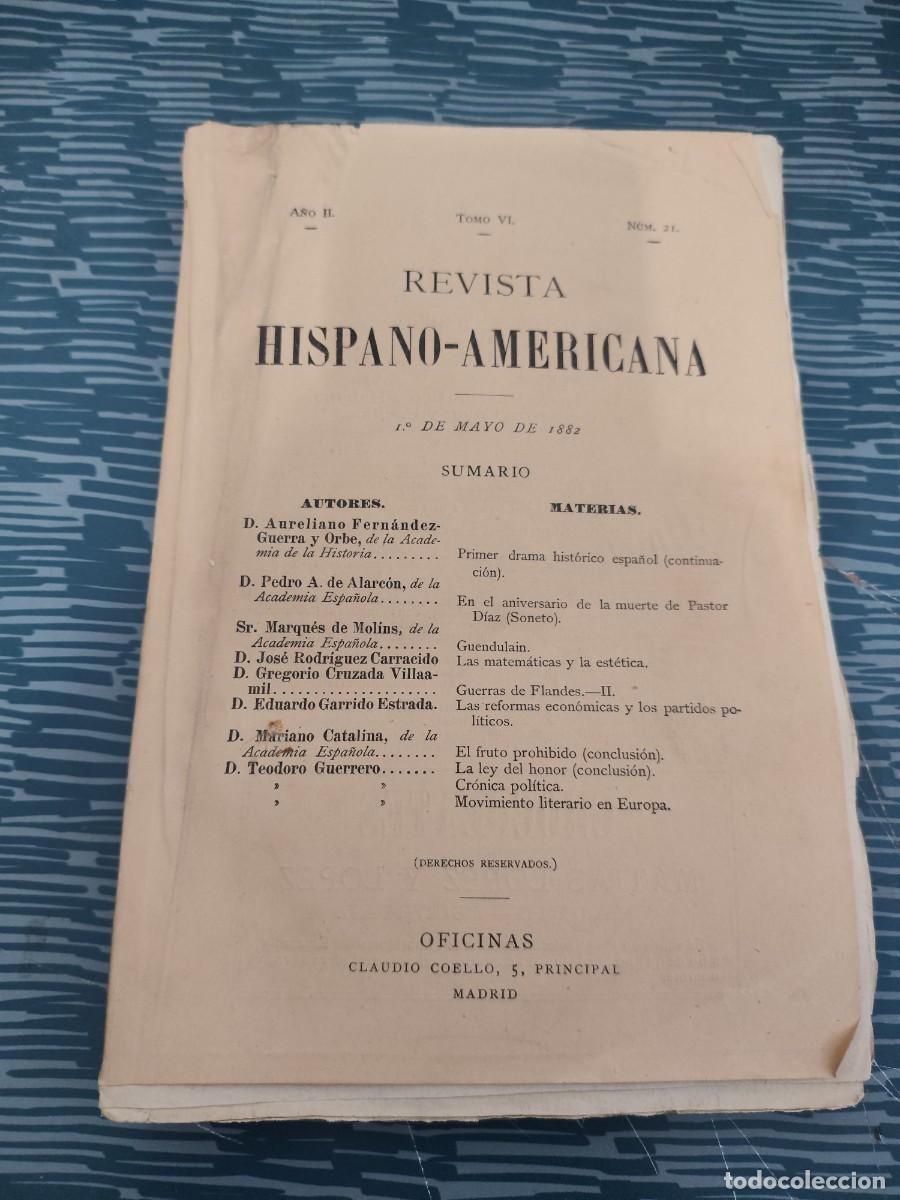 AÑO II. TOMO VI. NÚM. 21.
REVISTA
HISPANO-AMERICANA
1.º DE MAYO DE 1882
SUMARIO
AUTORES. MATERIAS.
D. Aureliano Fernández-
Guerra y Orbe, de la Acade-
mia de la Historia......... Primer drama histórico español (continua-
ción).
D. Pedro A. de Alarcón, de la
Academia Española........ En el aniversario de la muerte de Pastor
Díaz (Soneto).
Sr. Marqués de Molíns, de la
Academia Española........ Guendulain.
D. José Rodríguez Carracido Las matemáticas y la estética.
D. Gregorio Cruzada Villaa-
mil..................... Guerras de Flandes.—II.
D. Eduardo Garrido Estrada. Las reformas económicas y los partidos po-
líticos.
D. Mariano Catalina, de la
Academia Española........ El fruto prohibido (conclusión).
D. Teodoro Guerrero....... La ley del honor (conclusión).
» » Crónica política.
» » Movimiento literario en Europa.
(DERECHOS RESERVADOS.)
OFICINAS
CLAUDIO COELLO, 5, PRINCIPAL
MADRID
todocoleccion